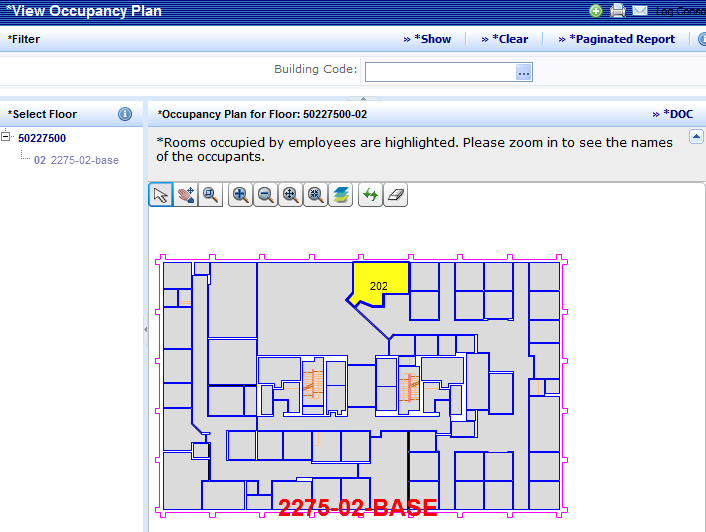 *View Occupancy Plan
*Filter
» *Show
» *Clear
» *Paginated Report
Building Code:
...
*Select Floor
*Occupancy Plan for Floor: 50227500-02
» *DOC
50227500
02 2275-02-base
*Rooms occupied by employees are highlighted. Please zoom in to see the names
of the occupants.
202
2275-02-BASE